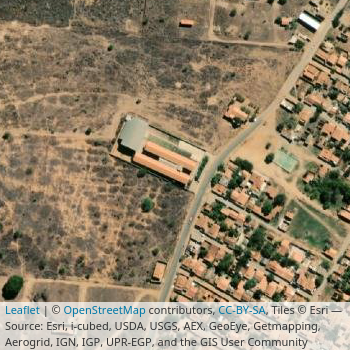 Leaflet | © OpenStreetMap contributors, CC-BY-SA, Tiles © Esri —
Source: Esri, i-cubed, USDA, USGS, AEX, GeoEye, Getmapping,
Aerogrid, IGN, IGP, UPR-EGP, and the GIS User Community